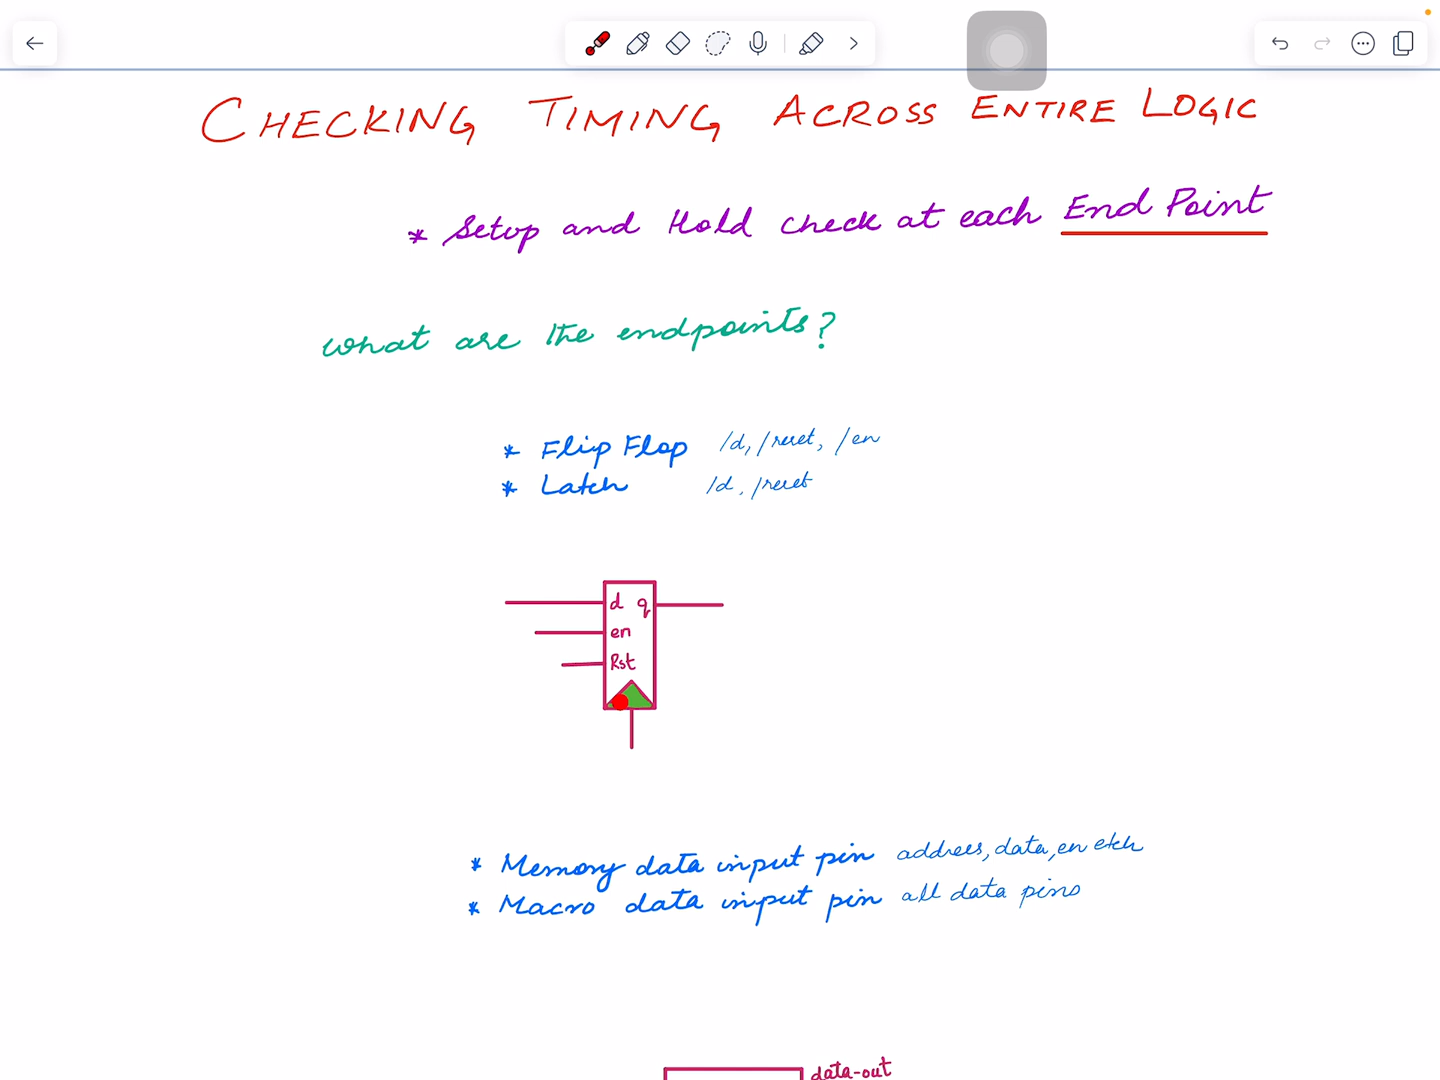 CHECKING TIMING ACROSS ENTIRE LOGIC
* Setup and Hold check at each End Point
what are the endpoints?
* Flip Flop /d, /reset, /en
* Latch /d, /reset
d q
en
Rst
* Memory data input pin address, data, en etch
* Macro data input pin all data pins
data-out